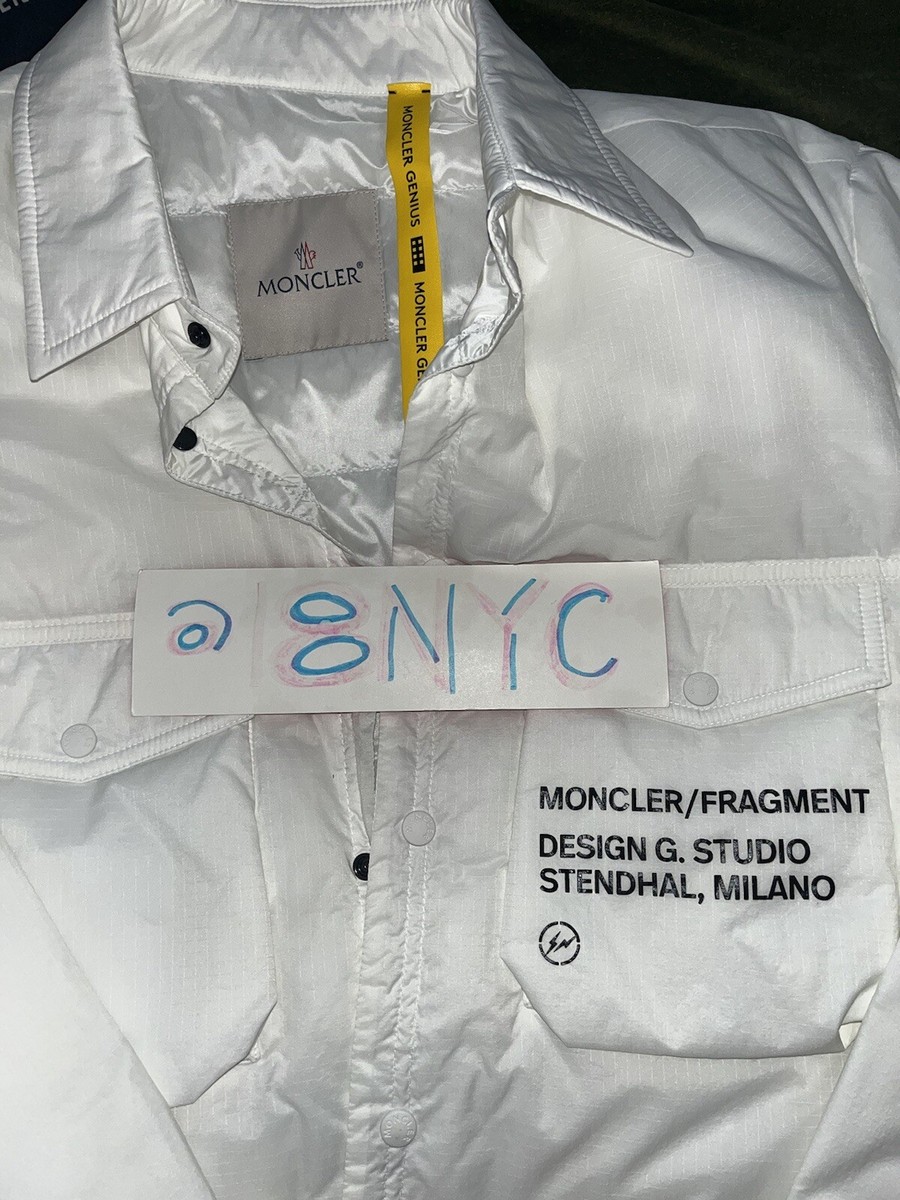 MONCLER GENIUS MONCLER GE
MONCLER
@8NYC
MONCLER/FRAGMENT
DESIGN G. STUDIO
STENDHAL, MILANO